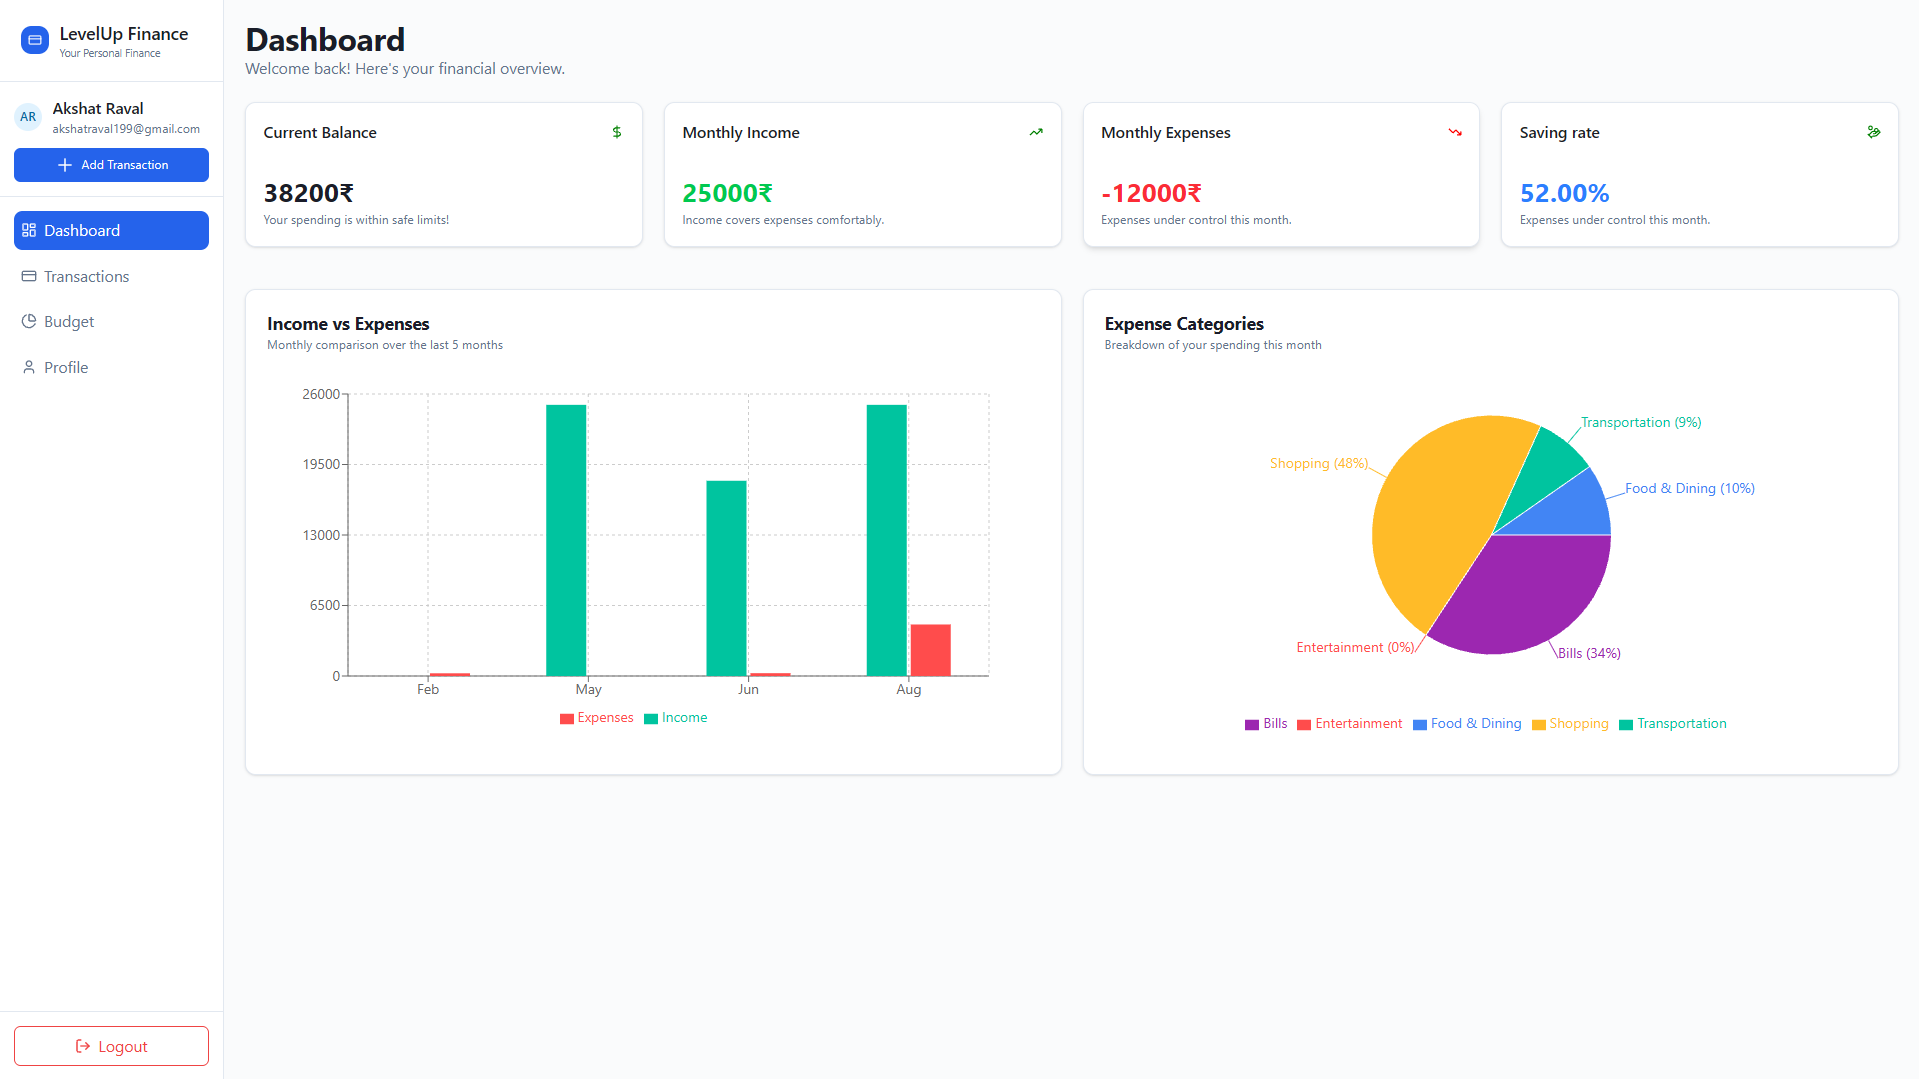 LevelUp Finance
Your Personal Finance
AR
Akshat Raval
akshatraval199@gmail.com
Add Transaction
Dashboard
Transactions
Budget
Profile
Logout
Dashboard
Welcome back! Here's your financial overview.
Current Balance
$
38200₹
Your spending is within safe limits!
Monthly Income
25000₹
Income covers expenses comfortably.
Monthly Expenses
-12000₹
Expenses under control this month.
Saving rate
52.00%
Expenses under control this month.
Income vs Expenses
Monthly comparison over the last 5 months
26000
19500
13000
6500
0
Feb
May
Jun
Aug
Expenses
Income
Expense Categories
Breakdown of your spending this month
Transportation (9%)
Shopping (48%)
Food & Dining (10%)
Entertainment (0%)
Bills (34%)
Bills
Entertainment
Food & Dining
Shopping
Transportation